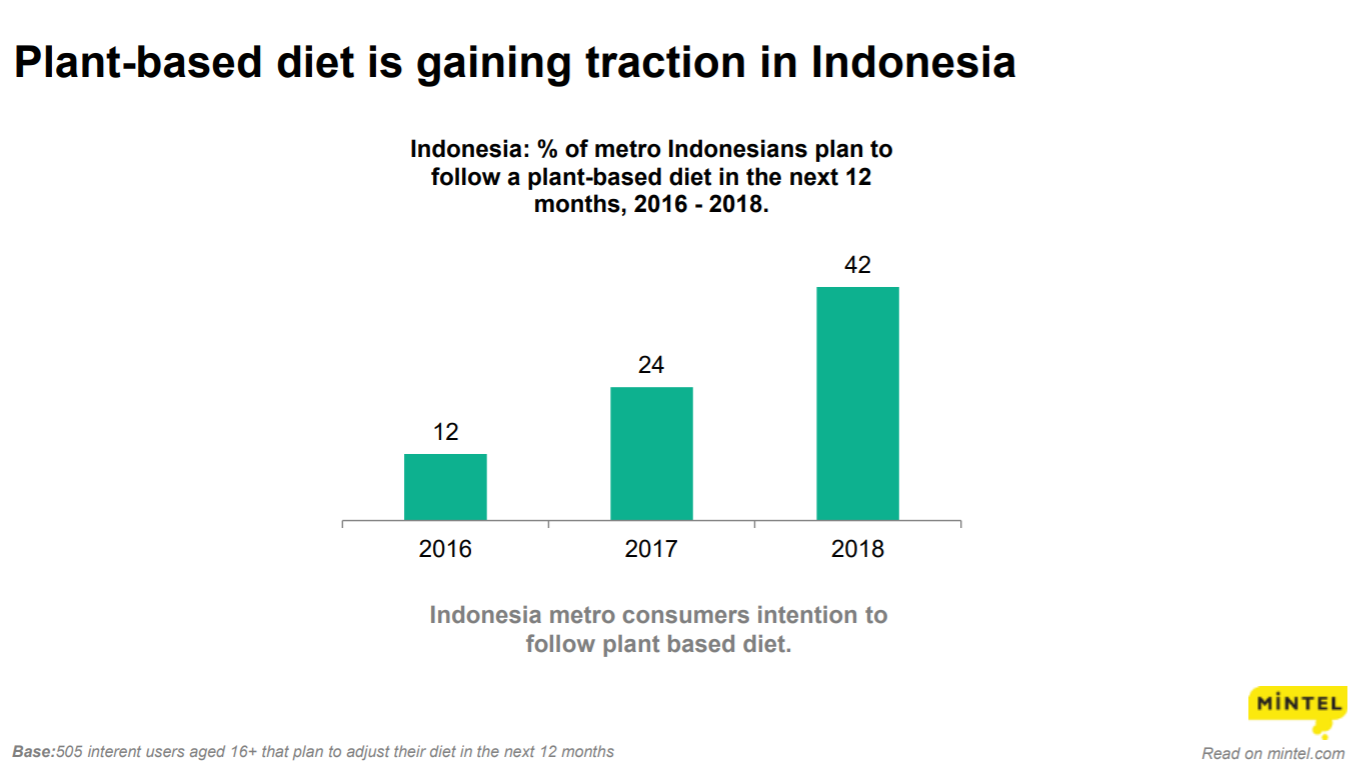 Plant-based diet is gaining traction in Indonesia
Indonesia: % of metro Indonesians plan to
follow a plant-based diet in the next 12
months, 2016 - 2018.
42
24
12
2016
2017
2018
Indonesia metro consumers intention to
follow plant based diet.
MiNTEL
Base:505 interent users aged 16+ that plan to adjust their diet in the next 12 months
Read on mintel.com